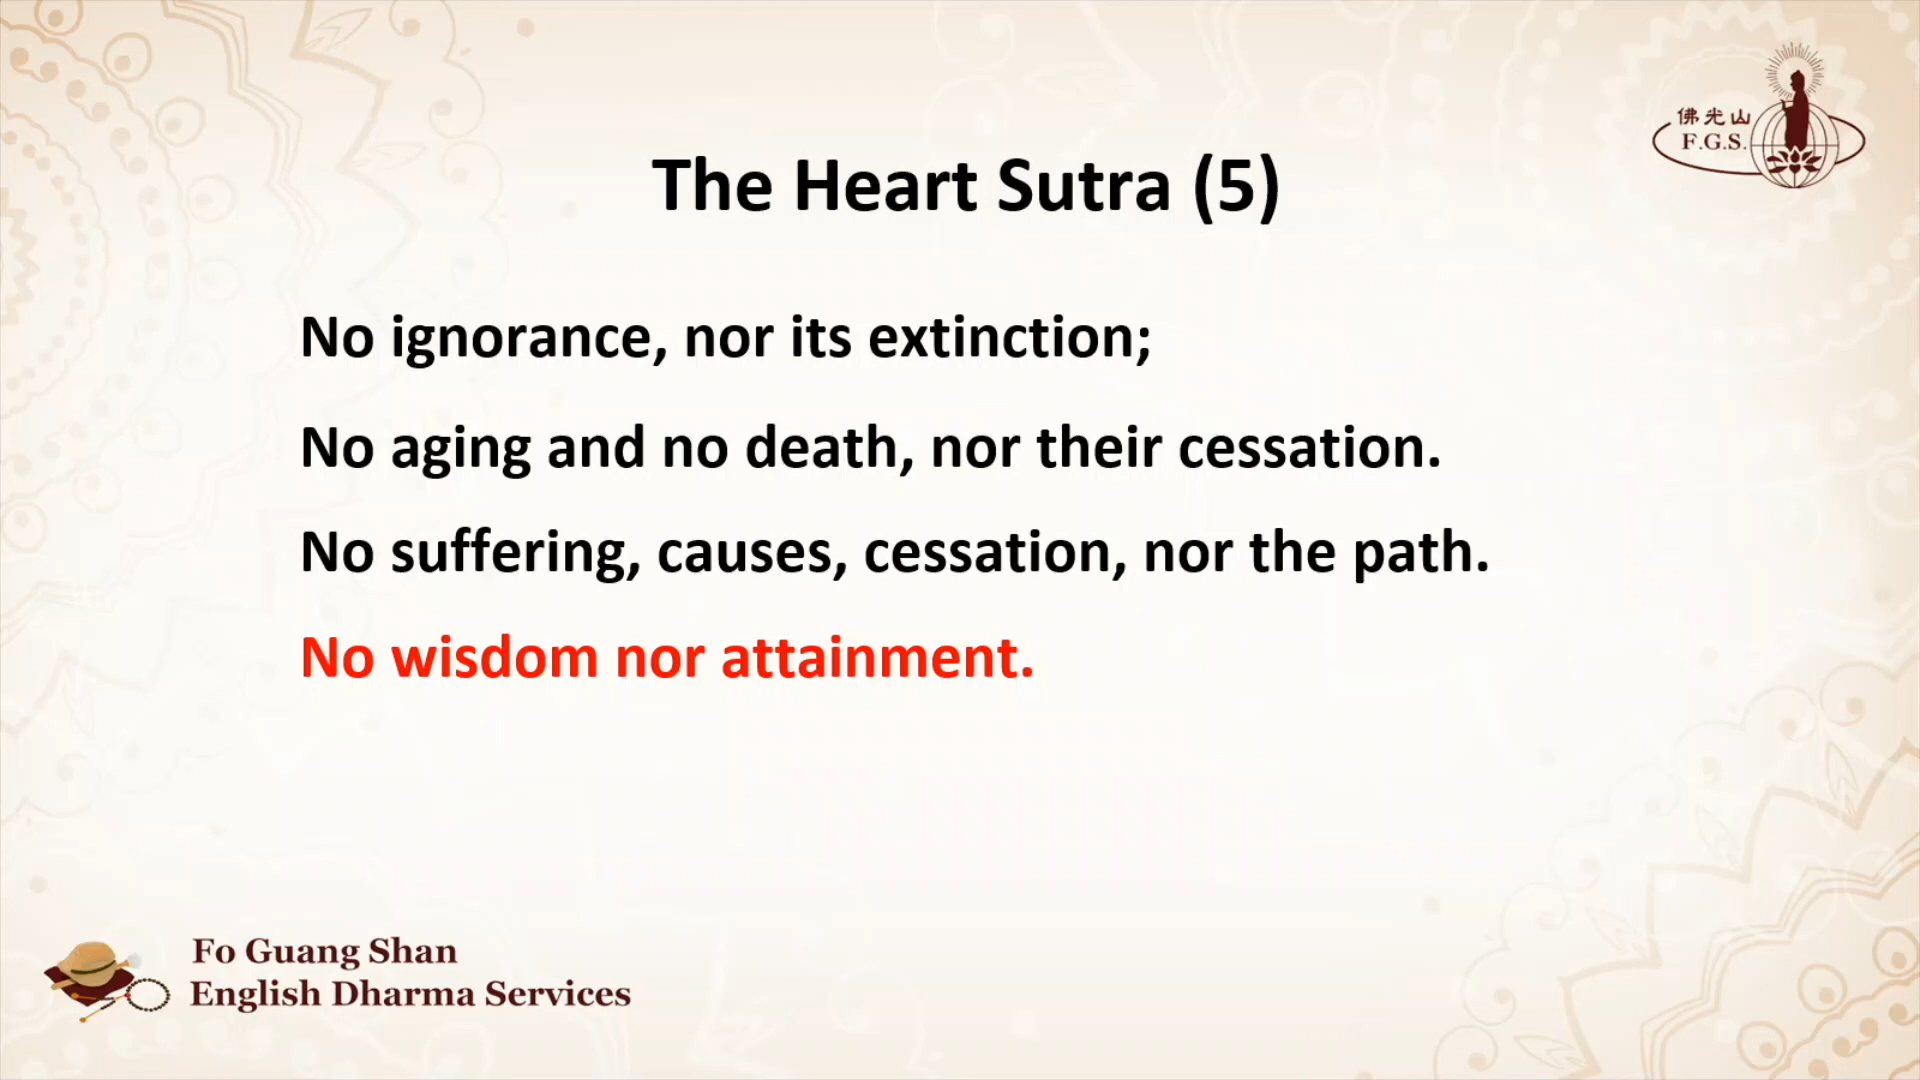 佛光山
F.G.S.
The Heart Sutra (5)
No ignorance, nor its extinction;
No aging and no death, nor their cessation.
No suffering, causes, cessation, nor the path.
No wisdom nor attainment.
Fo Guang Shan
English Dharma Services